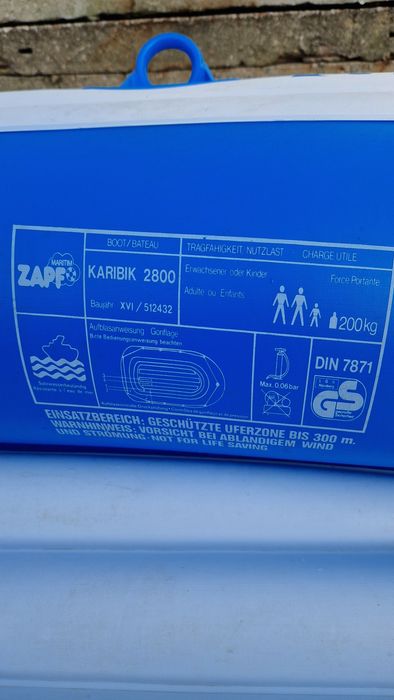 MARITIM
ZAPF
BOOT/BATEAU
KARIBIK 2800
Baujahr XVI / 512432
TRAGFÄHIGKEIT NUTZLAST · CHARGE UTILE
Erwachsener oder Kinder
Force Portante
Adulte ou Enfants
200kg
Aufblasanweisung Gonflage
Bitte Bedienungsanweisung beachten
Max. 0.06 bar
DIN 7871
GS
Salzwasserbeständig
EINSATZBEREICH: GESCHÜTZTE UFERZONE BIS 300 m.
WARNHINWEIS: VORSICHT BEI ABLANDIGEM WIND
UND STRÖMUNG · NOT FOR LIFE SAVING